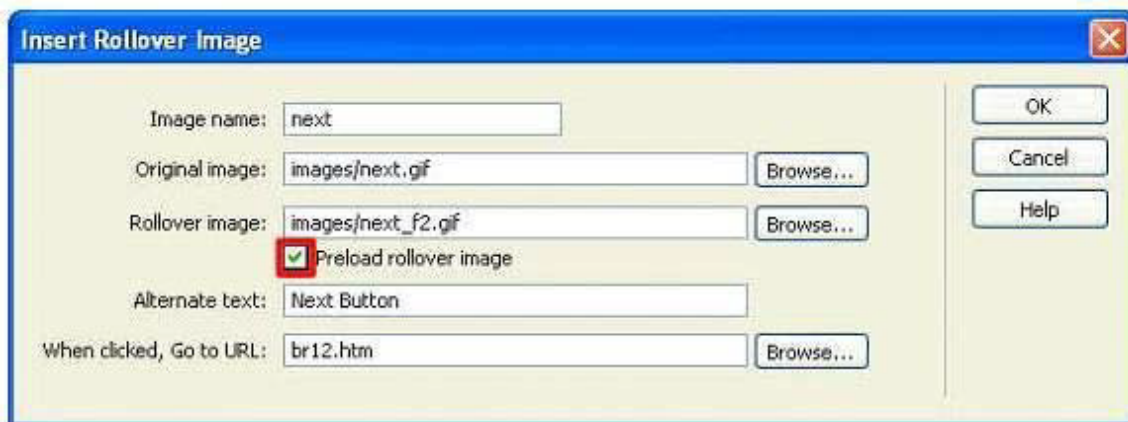 Insert Rollover Image
Image name: next
OK
Original image: images/next.gif Browse...
Cancel
Rollover image: images/next_f2.gif Browse...
Help
Preload rollover image
Alternate text: Next Button
When clicked, Go to URL: br12.htm Browse...